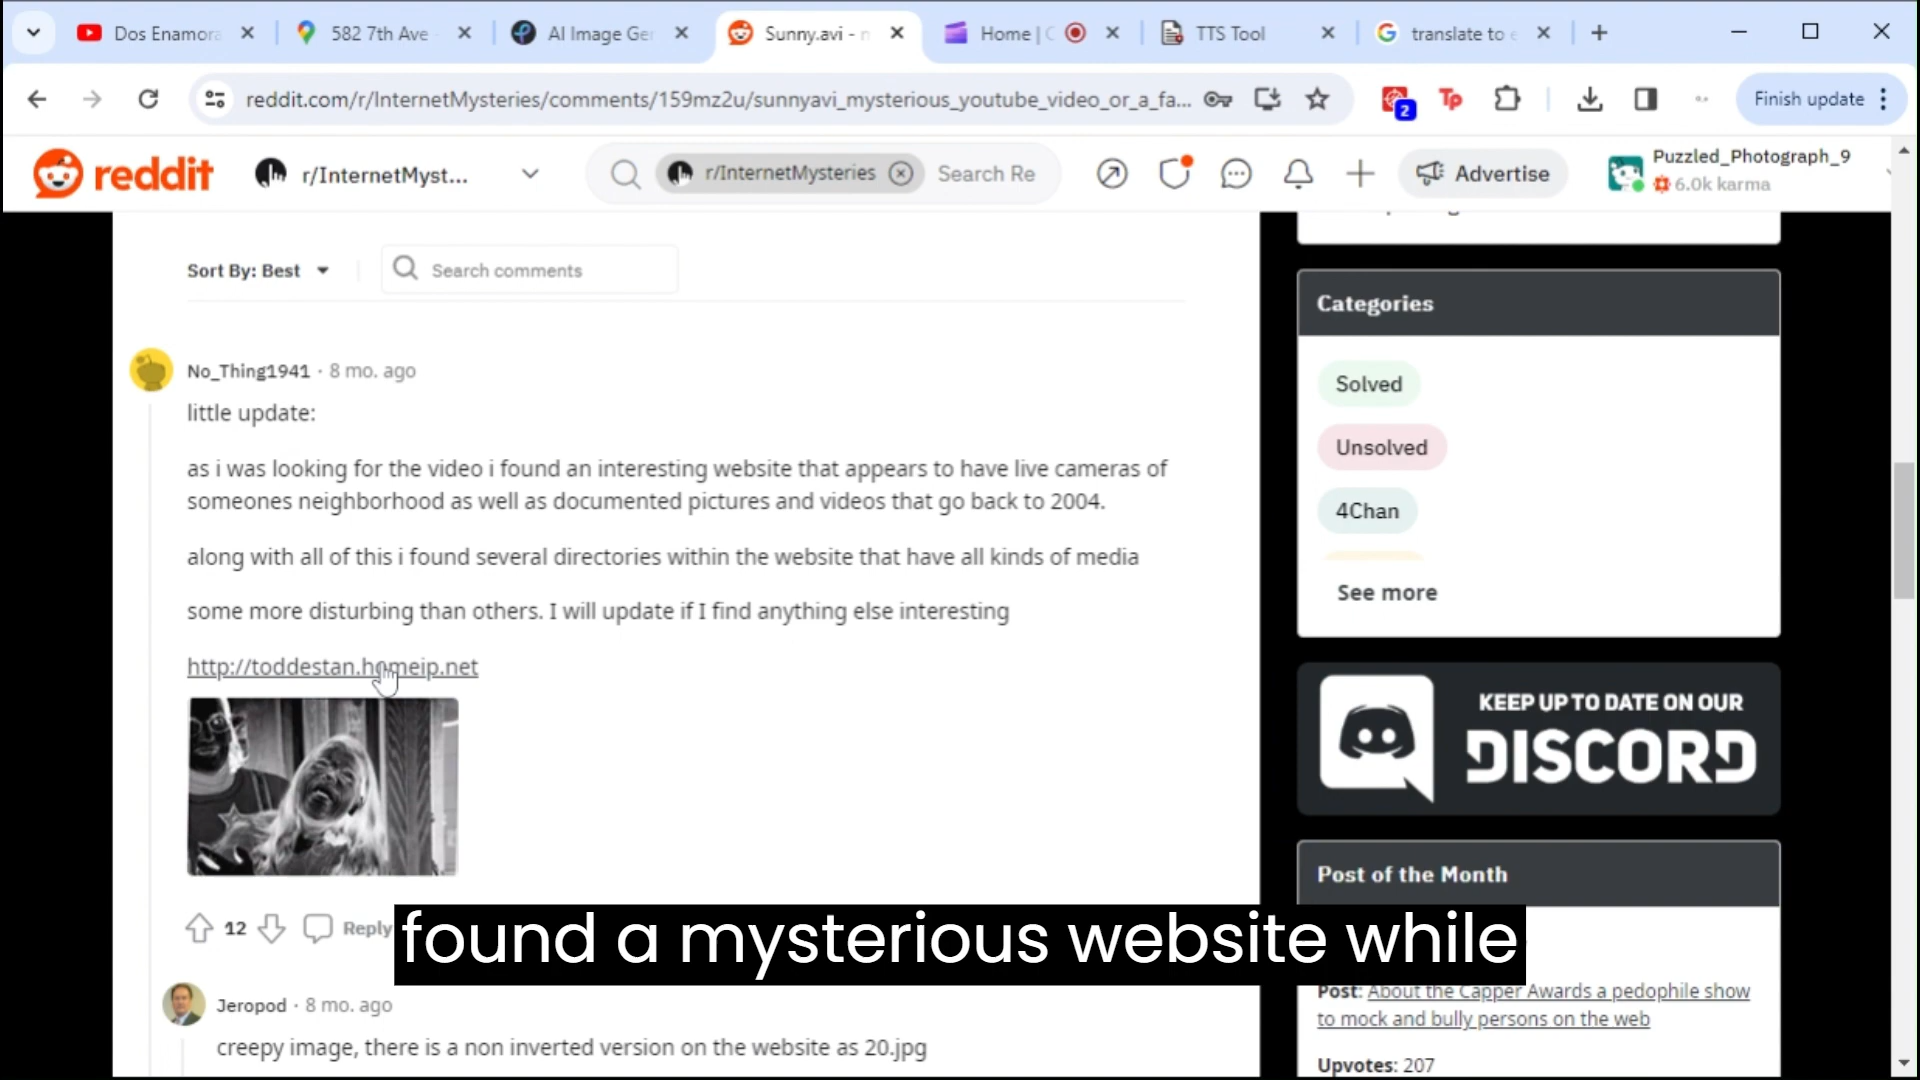 Dos Enamora
582 7th Ave
AI Image Ger
Sunny.avi - n
Home | C
TTS Tool
translate to e
reddit.com/r/InternetMysteries/comments/159mz2u/sunnyavi_mysterious_youtube_video_or_a_fa...
2
Tp
Finish update
reddit
r/InternetMyst...
r/InternetMysteries
Search Re
Advertise
Puzzled_Photograph_9
6.0k karma
Sort By: Best
Search comments
No_Thing1941 · 8 mo. ago
little update:
as i was looking for the video i found an interesting website that appears to have live cameras of
someones neighborhood as well as documented pictures and videos that go back to 2004.
along with all of this i found several directories within the website that have all kinds of media
some more disturbing than others. I will update if I find anything else interesting
http://toddestan.homeip.net
12
Reply
found a mysterious website while
Jeropod · 8 mo. ago
creepy image, there is a non inverted version on the website as 20.jpg
Categories
Solved
Unsolved
4Chan
See more
KEEP UP TO DATE ON OUR
DISCORD
Post of the Month
Post: About the Capper Awards a pedophile show
to mock and bully persons on the web
Upvotes: 207